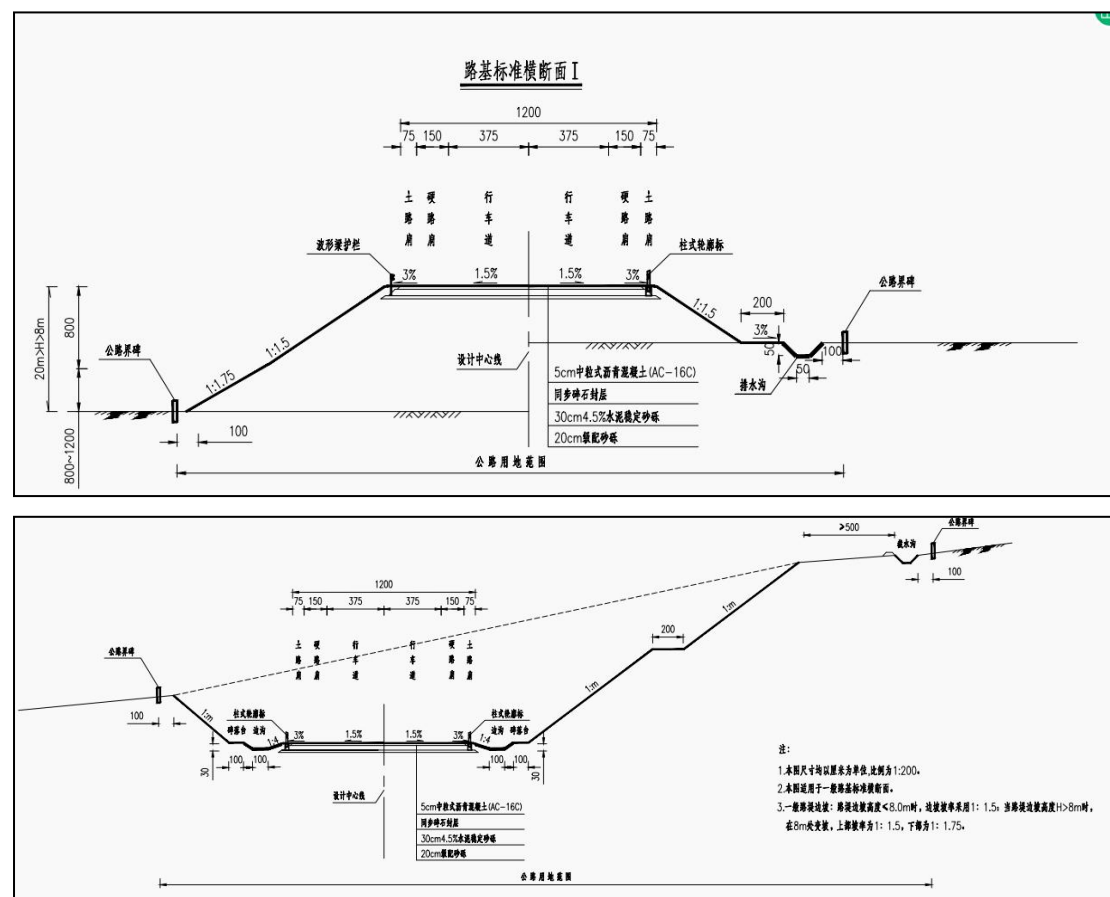 路基标准横断面Ⅰ
1200
75 150 375 375 150 75
土路肩 硬路肩 行车道 行车道 硬路肩 土路肩
波形梁护栏
柱式轮廓标
3% 1.5% 1.5% 3%
公路界碑
20m>H>8m
800
1:1.5
1:1.75
1:1.5
200
3%
50
100
50
排水沟
公路界碑
设计中心线
5cm中粒式沥青混凝土(AC-16C)
同步碎石封层
30cm4.5%水泥稳定砂砾
20cm级配砂砾
100
800~1200
公路用地范围
>500
截水沟
公路界碑
100
1200
75 150 375 375 150 75
土路肩 硬路肩 行车道 行车道 硬路肩 土路肩
1:m
200
1:m
公路界碑
100
1:m
柱式轮廓标
碎落台 边沟
柱式轮廓标
边沟 碎落台
1:4 3% 1.5% 1.5% 3% 1:4
30
100 100
100 100
30
设计中心线
5cm中粒式沥青混凝土(AC-16C)
同步碎石封层
30cm4.5%水泥稳定砂砾
20cm级配砂砾
公路用地范围
注:
1.本图尺寸均以厘米为单位,比例为1:200。
2.本图适用于一般路基标准横断面。
3.一般路堤边坡:路堤边坡高度<8.0m时,边坡坡率采用1:1.5;当路堤边坡高度H>8m时,
在8m处变坡,上部坡率为1:1.5,下部为1:1.75。